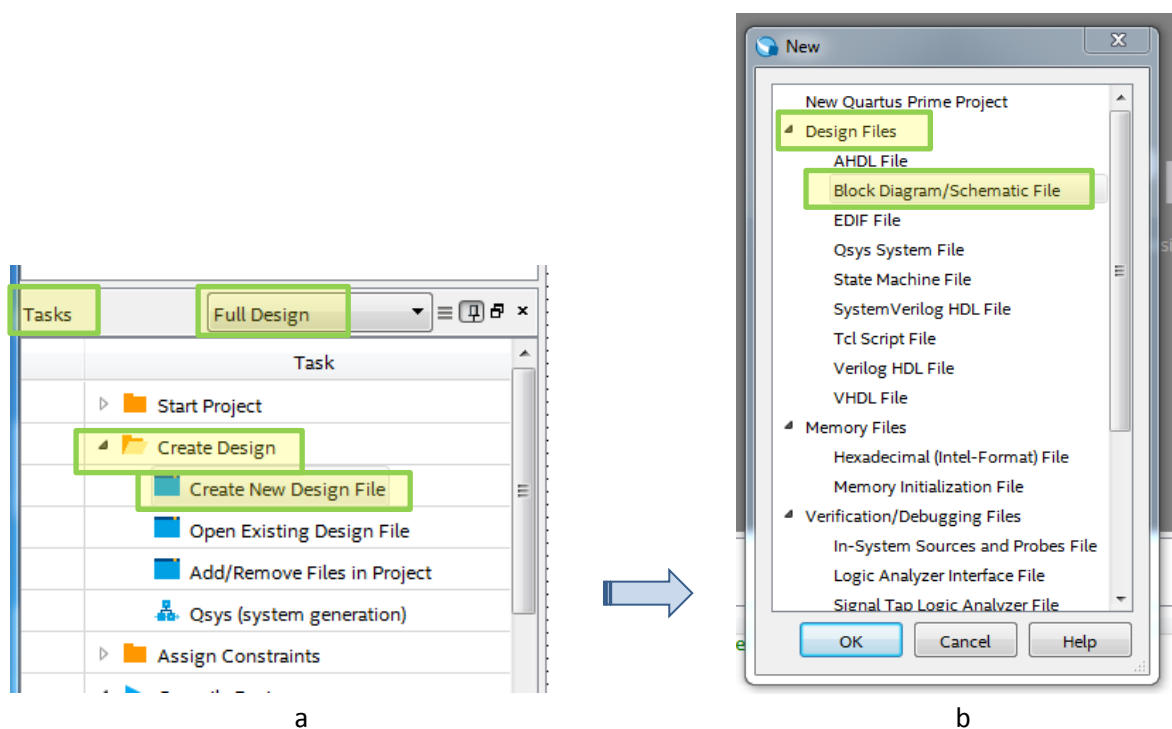 Tasks
Full Design
Task
Start Project
Create Design
Create New Design File
Open Existing Design File
Add/Remove Files in Project
Qsys (system generation)
Assign Constraints
a
New
New Quartus Prime Project
Design Files
AHDL File
Block Diagram/Schematic File
EDIF File
Qsys System File
State Machine File
SystemVerilog HDL File
Tcl Script File
Verilog HDL File
VHDL File
Memory Files
Hexadecimal (Intel-Format) File
Memory Initialization File
Verification/Debugging Files
In-System Sources and Probes File
Logic Analyzer Interface File
Signal Tap Logic Analyzer File
OK
Cancel
Help
b